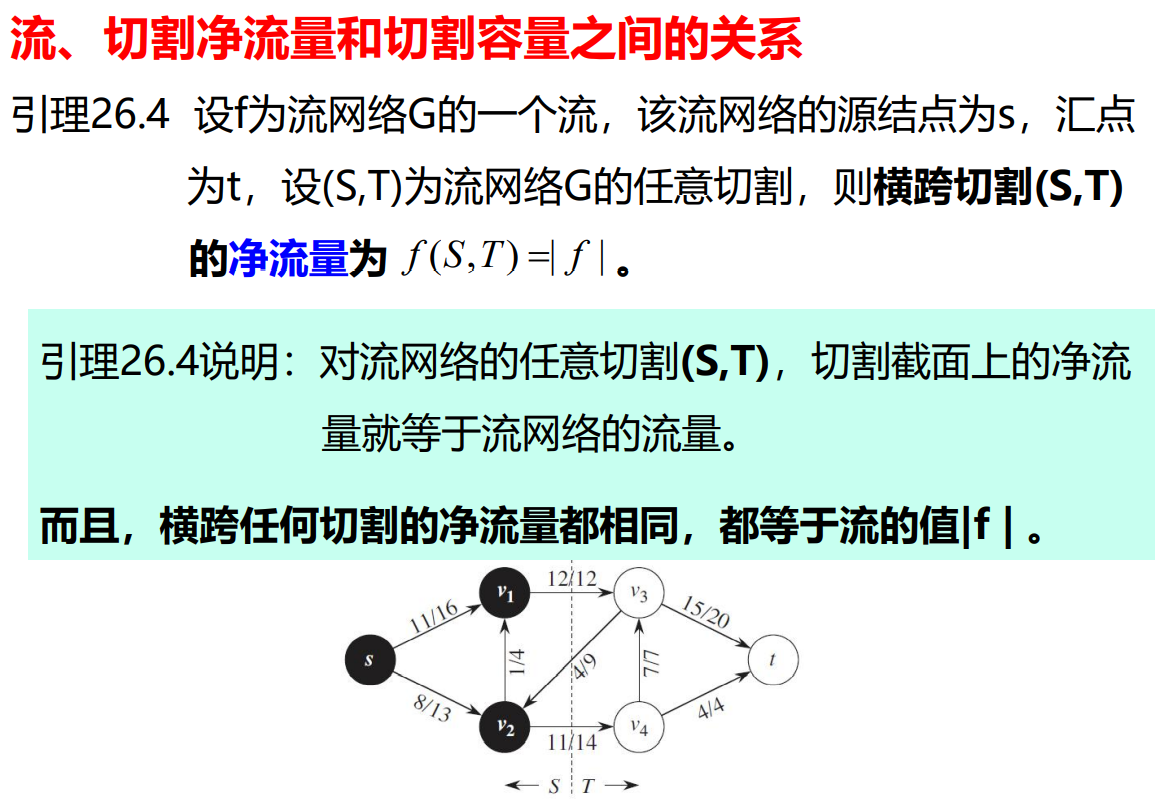 流、切割净流量和切割容量之间的关系
引理26.4 设f为流网络G的一个流，该流网络的源结点为s，汇点
为t，设(S,T)为流网络G的任意切割，则横跨切割(S,T)
的净流量为 f(S,T)=| f | 。
引理26.4说明：对流网络的任意切割(S,T)，切割截面上的净流
量就等于流网络的流量。
而且，横跨任何切割的净流量都相同，都等于流的值|f | 。
12/12
v1
v3
11/16
15/20
s
1/4
4/9
7/7
t
8/13
4/4
v2
v4
11/14
S T